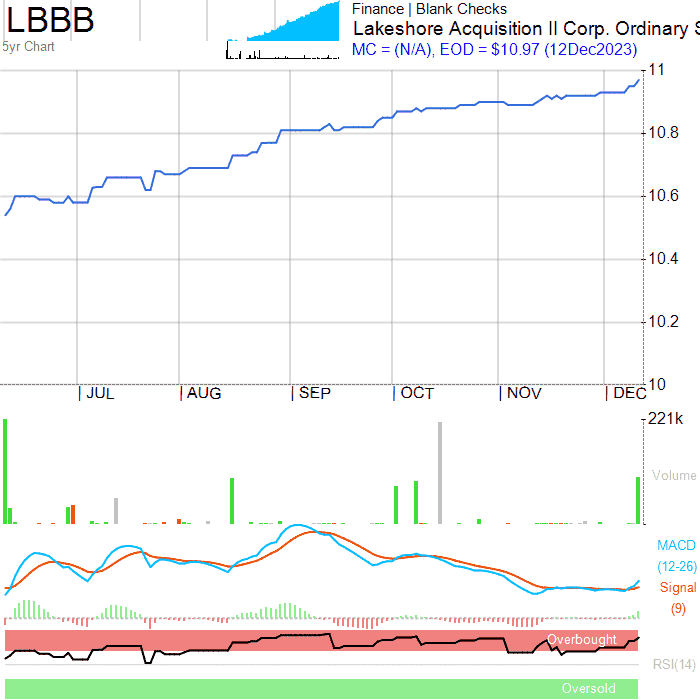 LBBB
5yr Chart
Finance | Blank Checks
Lakeshore Acquisition II Corp. Ordinary S
MC = (N/A), EOD = $10.97 (12Dec2023)
11
10.8
10.6
10.4
10.2
10
| JUL
| AUG
| SEP
| OCT
| NOV
| DEC
221k
Volume
MACD
(12-26)
Signal
(9)
Overbought
RSI(14)
Oversold